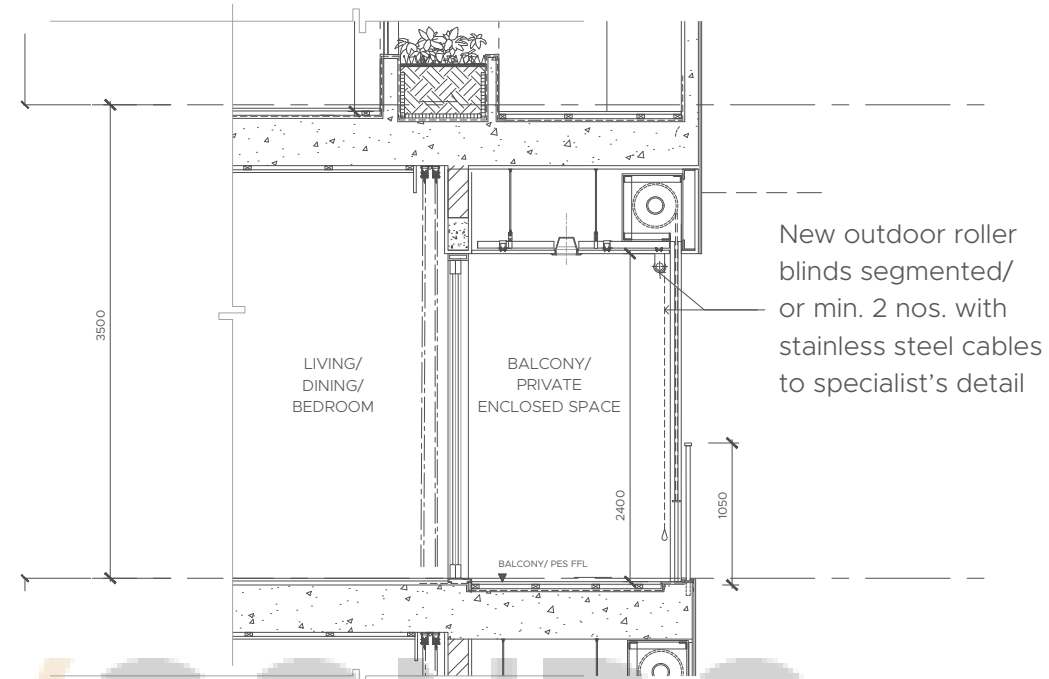 New outdoor roller
blinds segmented/
or min. 2 nos. with
stainless steel cables
to specialist's detail
3500
LIVING/
DINING/
BEDROOM
BALCONY/
PRIVATE
ENCLOSED SPACE
2400
1050
BALCONY/ PES FFL